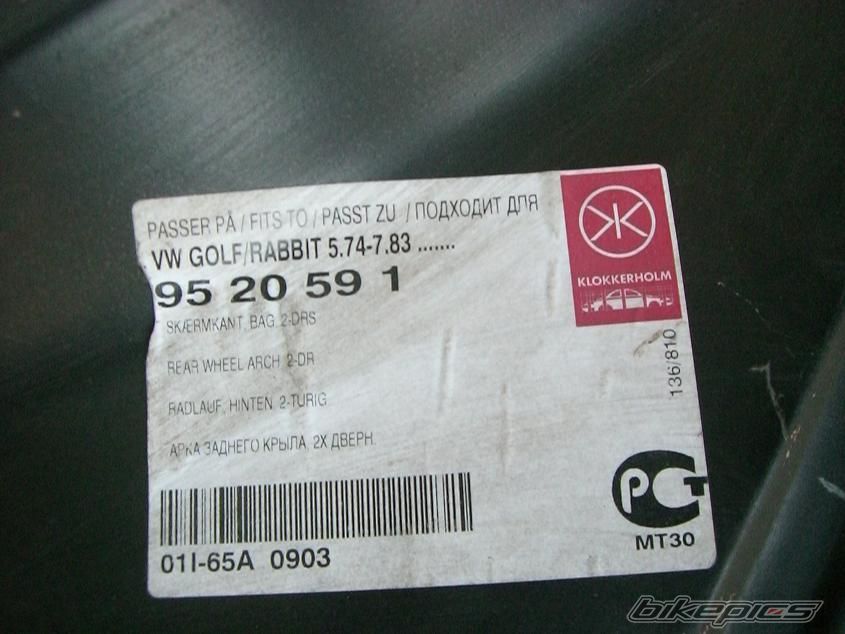 PASSER PÅ / FITS TO / PASST ZU / ПОДХОДИТ ДЛЯ
VW GOLF/RABBIT 5.74-7.83 .......
95 20 59 1
SKÆRMKANT, BAG, 2-DRS
REAR WHEEL ARCH 2-DR
RADLAUF, HINTEN, 2-TURIG
АРКА ЗАДНЕГО КРЫЛА, 2Х ДВЕРН.
01I-65A 0903
KLOKKERHOLM
136/810
РСТ
MT30
bikepics